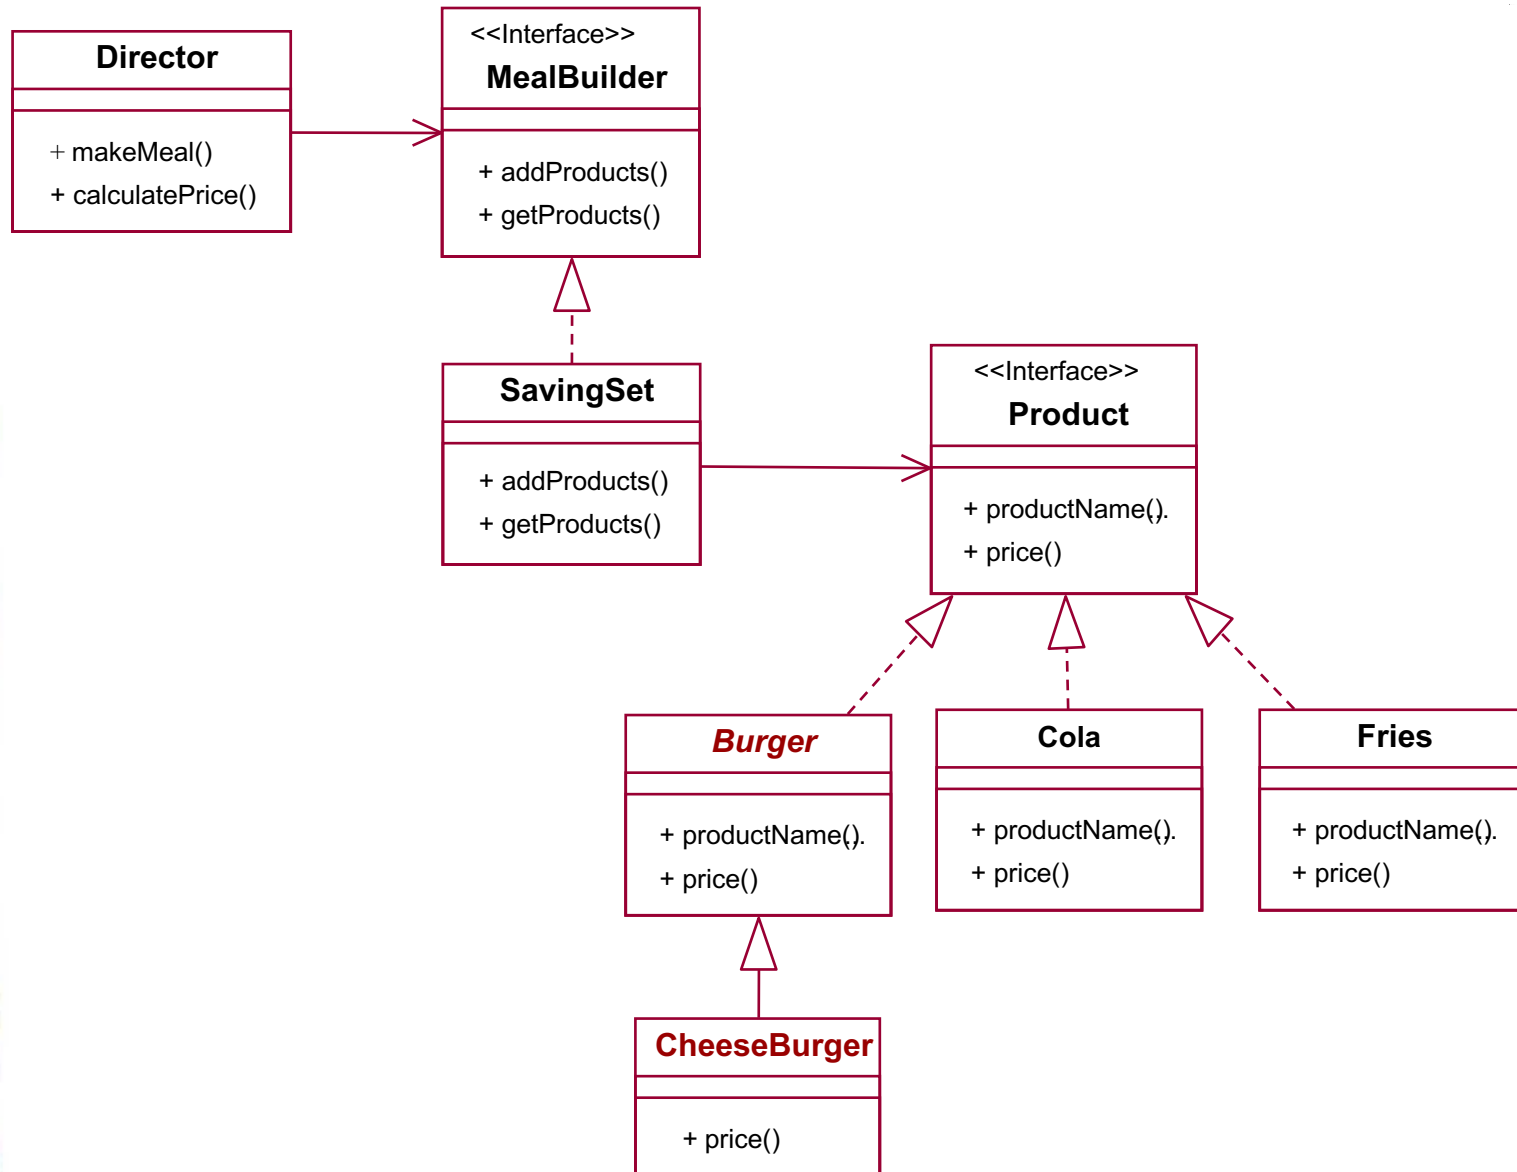 Director
+ makeMeal()
+ calculatePrice()
<<Interface>>
MealBuilder
+ addProducts()
+ getProducts()
SavingSet
+ addProducts()
+ getProducts()
<<Interface>>
Product
+ productName().
+ price()
Burger
+ productName().
+ price()
Cola
+ productName().
+ price()
Fries
+ productName().
+ price()
CheeseBurger
+ price()